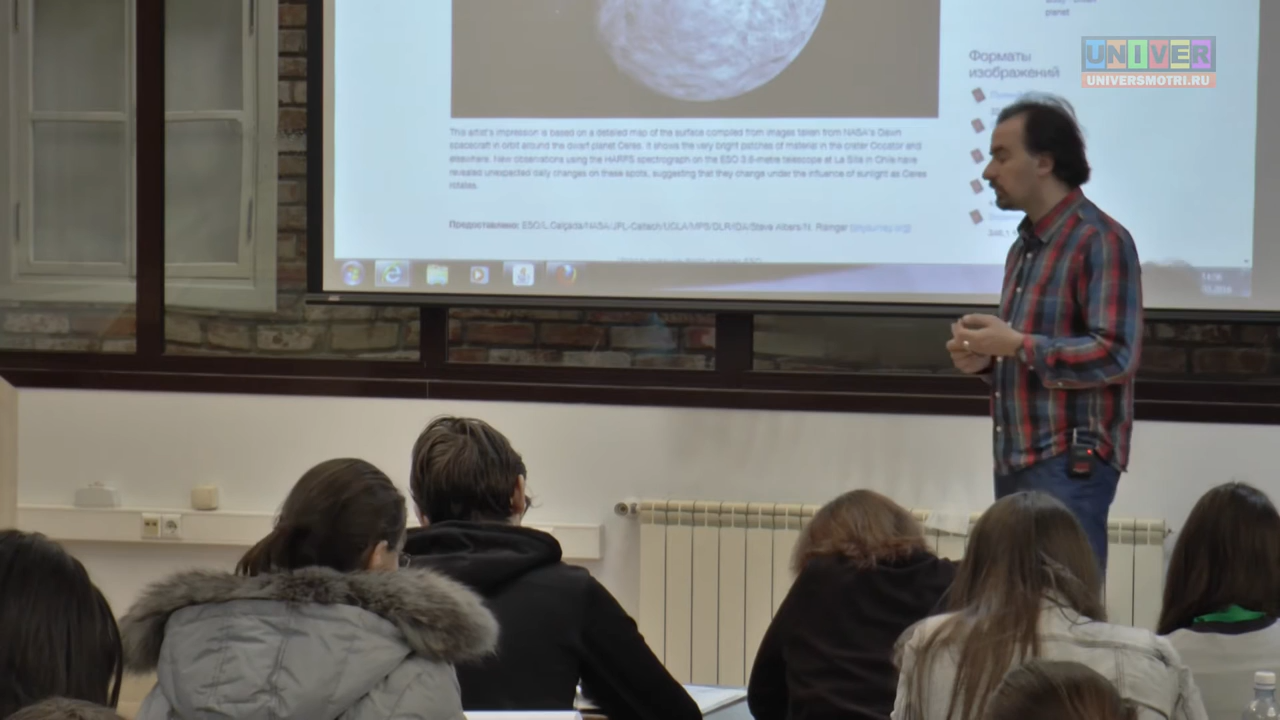 planet
UNIVER
UNIVERSMOTRI.RU
Форматы
изображений
This artist's impression is based on a detailed map of the surface compiled from images taken from NASA's Dawn
spacecraft in orbit around the dwarf planet Ceres. It shows the very bright patches of material in the crater Occator and
elsewhere. New observations using the HARPS spectrograph on the ESO 3.6-metre telescope at La Silla in Chile have
revealed unexpected daily changes on these spots, suggesting that they change under the influence of sunlight as Ceres
rotates.
Предоставлено: ESO/L.Calçada/NASA/JPL-Caltech/UCLA/MPS/DLR/IDA/Steve Albers/N. Risinger